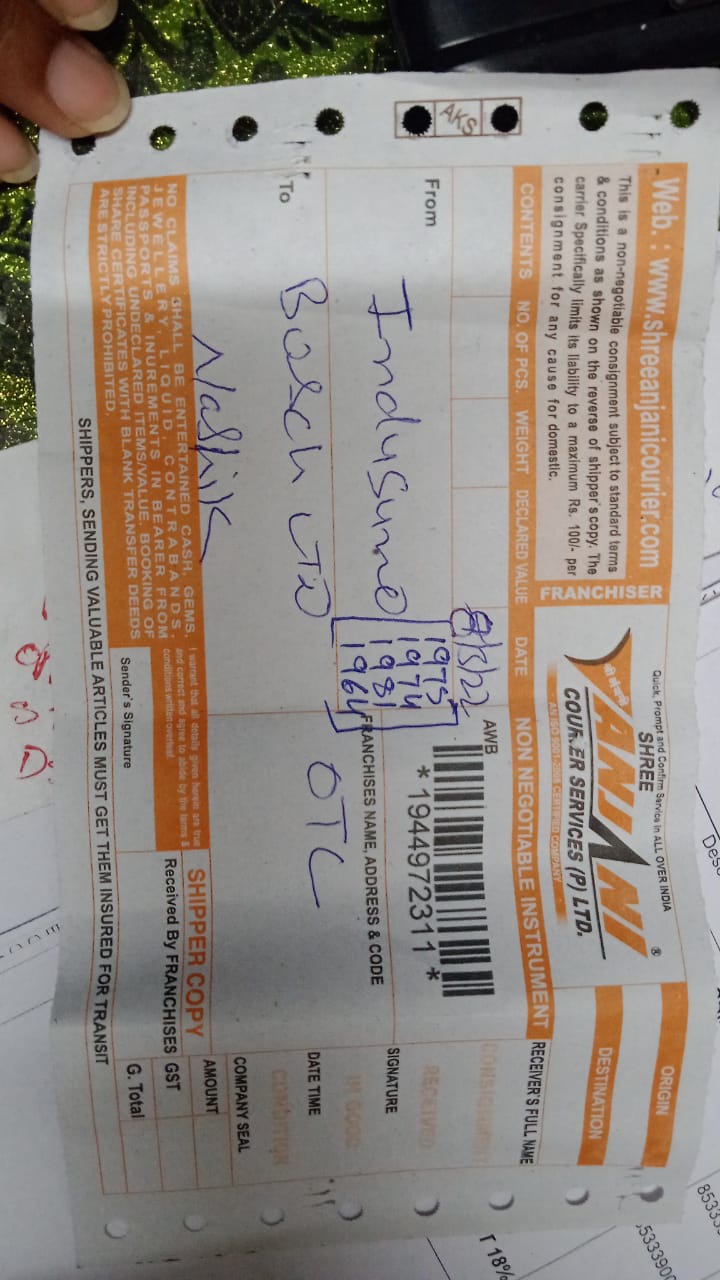 AKS
Web. : www.shreeanjanicourier.com
This is a non-negotiable consignment subject to standard terms
& conditions as shown on the reverse of shipper's copy. The
carrier Specifically limits its liability to a maximum Rs. 100/- per
consignment for any cause for domestic.
FRANCHISER
Quick, Prompt and Confirm Service in ALL OVER INDIA
SHREE
ANJANI ®
COURIER SERVICES (P) LTD.
AN ISO 9001:2008 CERTIFIED COMPANY
ORIGIN
DESTINATION
CONTENTS NO. OF PCS. WEIGHT DECLARED VALUE DATE NON NEGOTIABLE INSTRUMENT
RECEIVER'S FULL NAME
8/3/22
AWB
*1944972311*
CONSIGNMENT
RECEIVED
IN GOOD
CONDITION
From
Indusumo
1975
1974
1981
1964
SIGNATURE
FRANCHISES NAME, ADDRESS & CODE
DATE TIME
To
Bosch LTD
OTC
COMPANY SEAL
Nashik
AMOUNT
NO CLAIMS SHALL BE ENTERTAINED CASH, GEMS,
JEWELLERY, LIQUID, CONTRABANDS,
PASSPORTS & INUREMENTS IN BEARER FROM
INCLUDING UNDECLARED ITEMS/VALUE. BOOKING OF
SHARE CERTIFICATES WITH BLANK TRANSFER DEEDS
ARE STRICTLY PROHIBITED.
I warrant that all details given herein are true
and correct and agree to abide by the terms &
conditions written overleaf.
Sender's Signature
SHIPPER COPY
Received By FRANCHISES
GST
G. Total
SHIPPERS, SENDING VALUABLE ARTICLES MUST GET THEM INSURED FOR TRANSIT